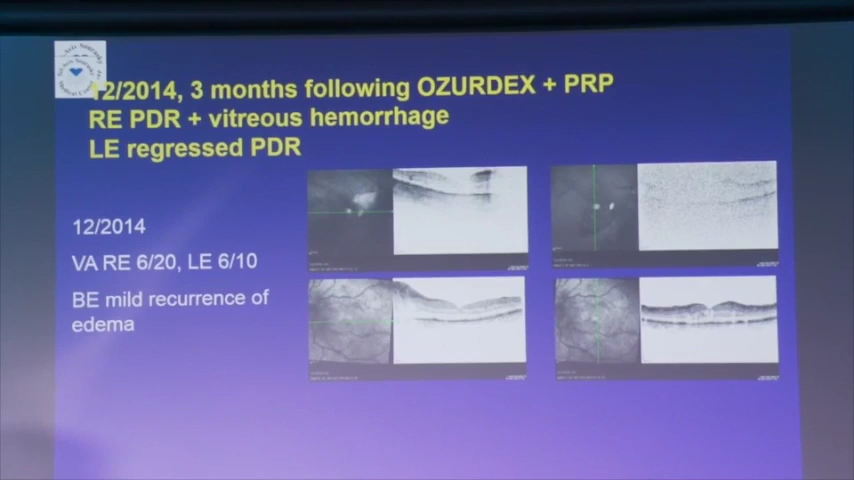 12/2014, 3 months following OZURDEX + PRP
RE PDR + vitreous hemorrhage
LE regressed PDR
12/2014
VA RE 6/20, LE 6/10
BE mild recurrence of
edema